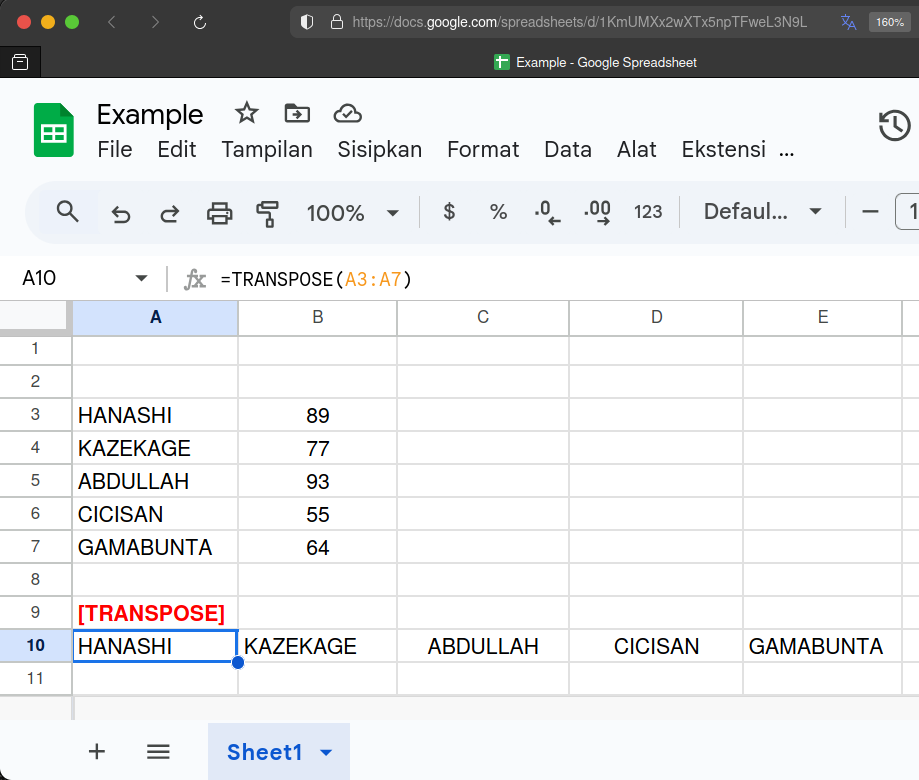 https://docs.google.com/spreadsheets/d/1KmUMXx2wXTx5npTFweL3N9L 160%
Example - Google Spreadsheet
Example
File Edit Tampilan Sisipkan Format Data Alat Ekstensi ...
100% $ % .0 .00 123 Defaul... 1
A10 fx =TRANSPOSE(A3:A7)
A B C D E
1
2
3 HANASHI 89
4 KAZEKAGE 77
5 ABDULLAH 93
6 CICISAN 55
7 GAMABUNTA 64
8
9 [TRANSPOSE]
10 HANASHI KAZEKAGE ABDULLAH CICISAN GAMABUNTA
11
Sheet1